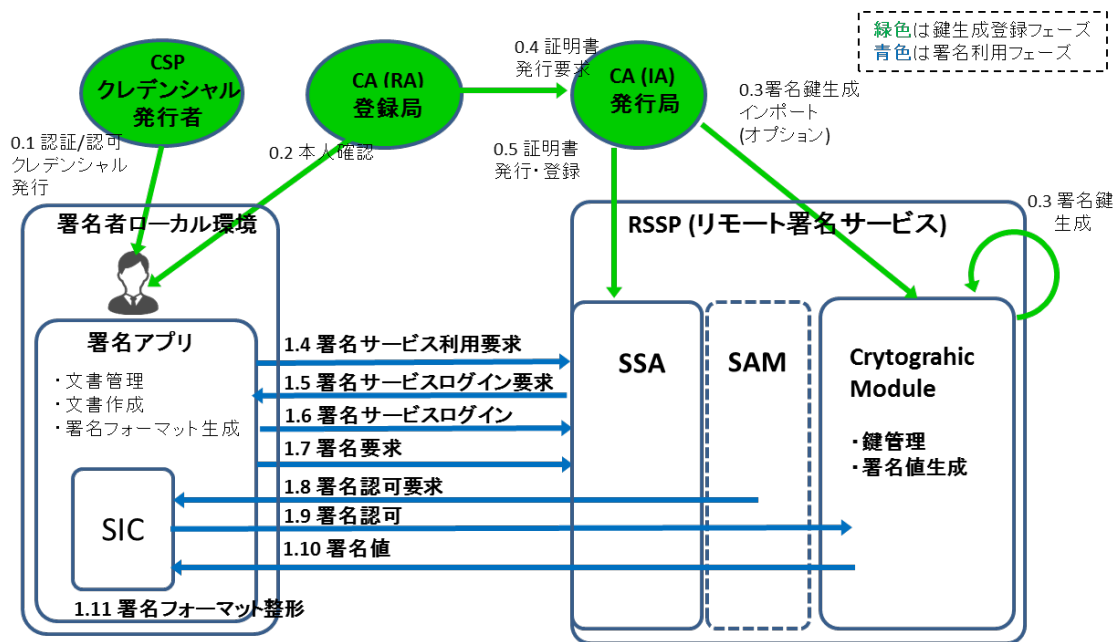 緑色は鍵生成登録フェーズ
青色は署名利用フェーズ
CSP
クレデンシャル
発行者
CA (RA)
登録局
0.4 証明書
発行要求
CA (IA)
発行局
0.3署名鍵生成
インポート
(オプション)
0.1 認証/認可
クレデンシャル
発行
0.2 本人確認
0.5 証明書
発行・登録
0.3 署名鍵
生成
署名者ローカル環境
RSSP (リモート署名サービス)
署名アプリ
・文書管理
・文書作成
・署名フォーマット生成
SIC
1.4 署名サービス利用要求
1.5 署名サービスログイン要求
1.6 署名サービスログイン
1.7 署名要求
1.8 署名認可要求
1.9 署名認可
1.10 署名値
1.11 署名フォーマット整形
SSA
SAM
Crytograhic
Module
・鍵管理
・署名値生成